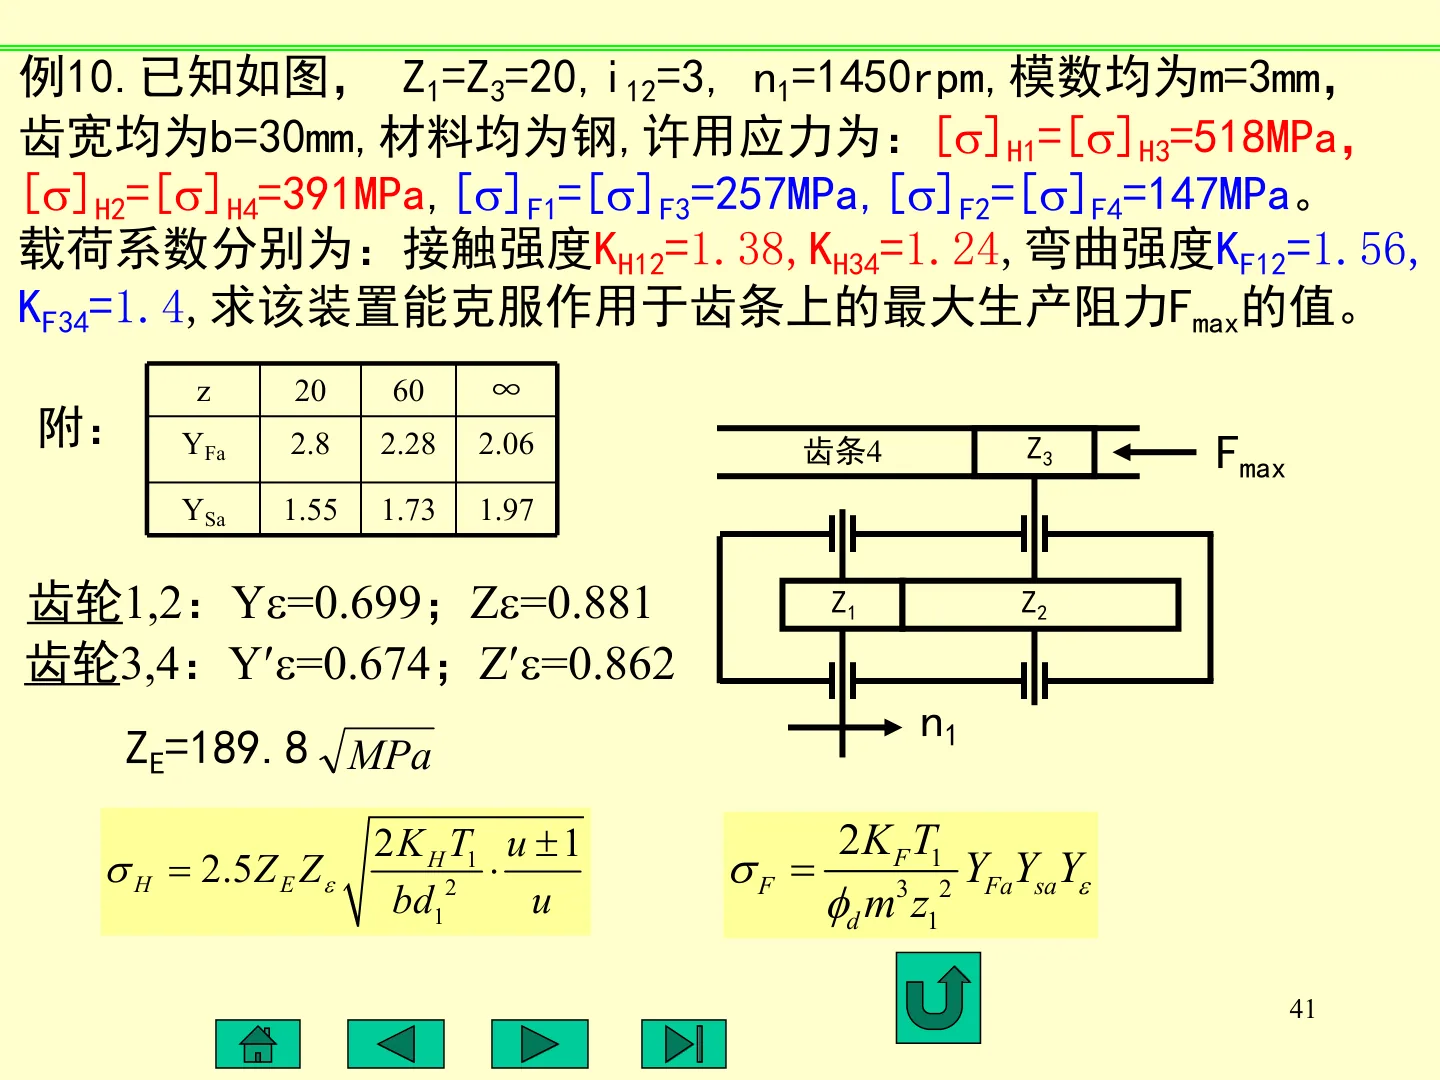 例10.已知如图， Z1=Z3=20,i12=3, n1=1450rpm,模数均为m=3mm，
齿宽均为b=30mm,材料均为钢,许用应力为：[σ]H1=[σ]H3=518MPa，
[σ]H2=[σ]H4=391MPa,[σ]F1=[σ]F3=257MPa,[σ]F2=[σ]F4=147MPa。
载荷系数分别为：接触强度KH12=1.38,KH34=1.24,弯曲强度KF12=1.56,
KF34=1.4,求该装置能克服作用于齿条上的最大生产阻力Fmax的值。
附：
z 20 60 ∞
YFa 2.8 2.28 2.06
YSa 1.55 1.73 1.97
齿条4 Z3 Fmax
Z1 Z2
n1
齿轮1,2：Yε=0.699；Zε=0.881
齿轮3,4：Y′ε=0.674；Z′ε=0.862
ZE=189.8 √MPa
σH = 2.5ZEZε√(2KHT1/bd1² · (u±1)/u)
σF = 2KFT1/(ϕdm³z1²) YFaYsaYε
41